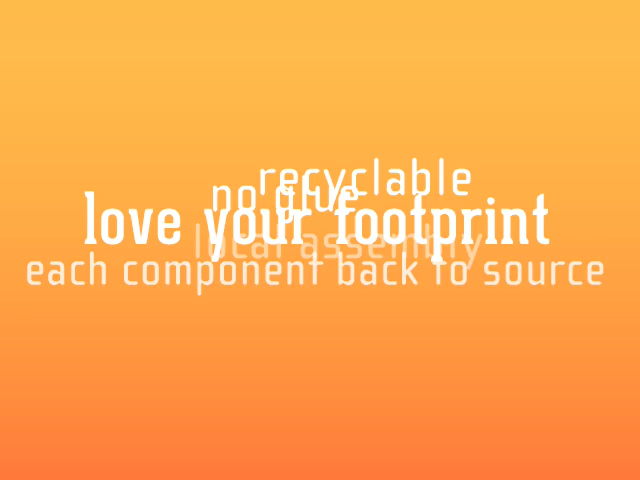 recyclable
no glue
love your footprint
local assembly
each component back to source